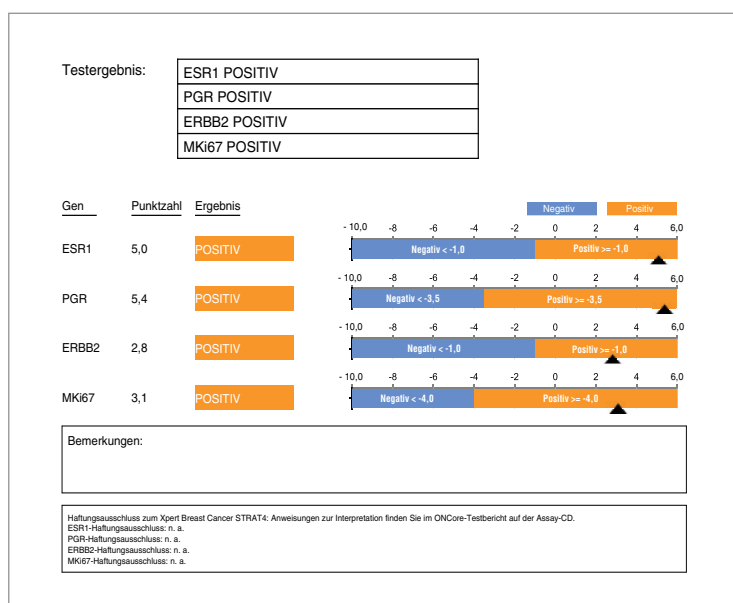 Testergebnis:
ESR1 POSITIV
PGR POSITIV
ERBB2 POSITIV
MKi67 POSITIV
Gen Punktzahl Ergebnis Negativ Positiv
- 10,0 -8 -6 -4 -2 0 2 4 6,0
ESR1 5,0 POSITIV Negativ < -1,0 Positiv >= -1,0
- 10,0 -8 -6 -4 -2 0 2 4 6,0
PGR 5,4 POSITIV Negativ < -3,5 Positiv >= -3,5
- 10,0 -8 -6 -4 -2 0 2 4 6,0
ERBB2 2,8 POSITIV Negativ < -1,0 Positiv >= -1,0
- 10,0 -8 -6 -4 -2 0 2 4 6,0
MKi67 3,1 POSITIV Negativ < -4,0 Positiv >= -4,0
Bemerkungen:
Haftungsausschluss zum Xpert Breast Cancer STRAT4: Anweisungen zur Interpretation finden Sie im ONCore-Testbericht auf der Assay-CD.
ESR1-Haftungsausschluss: n. a.
PGR-Haftungsausschluss: n. a.
ERBB2-Haftungsausschluss: n. a.
MKi67-Haftungsausschluss: n. a.